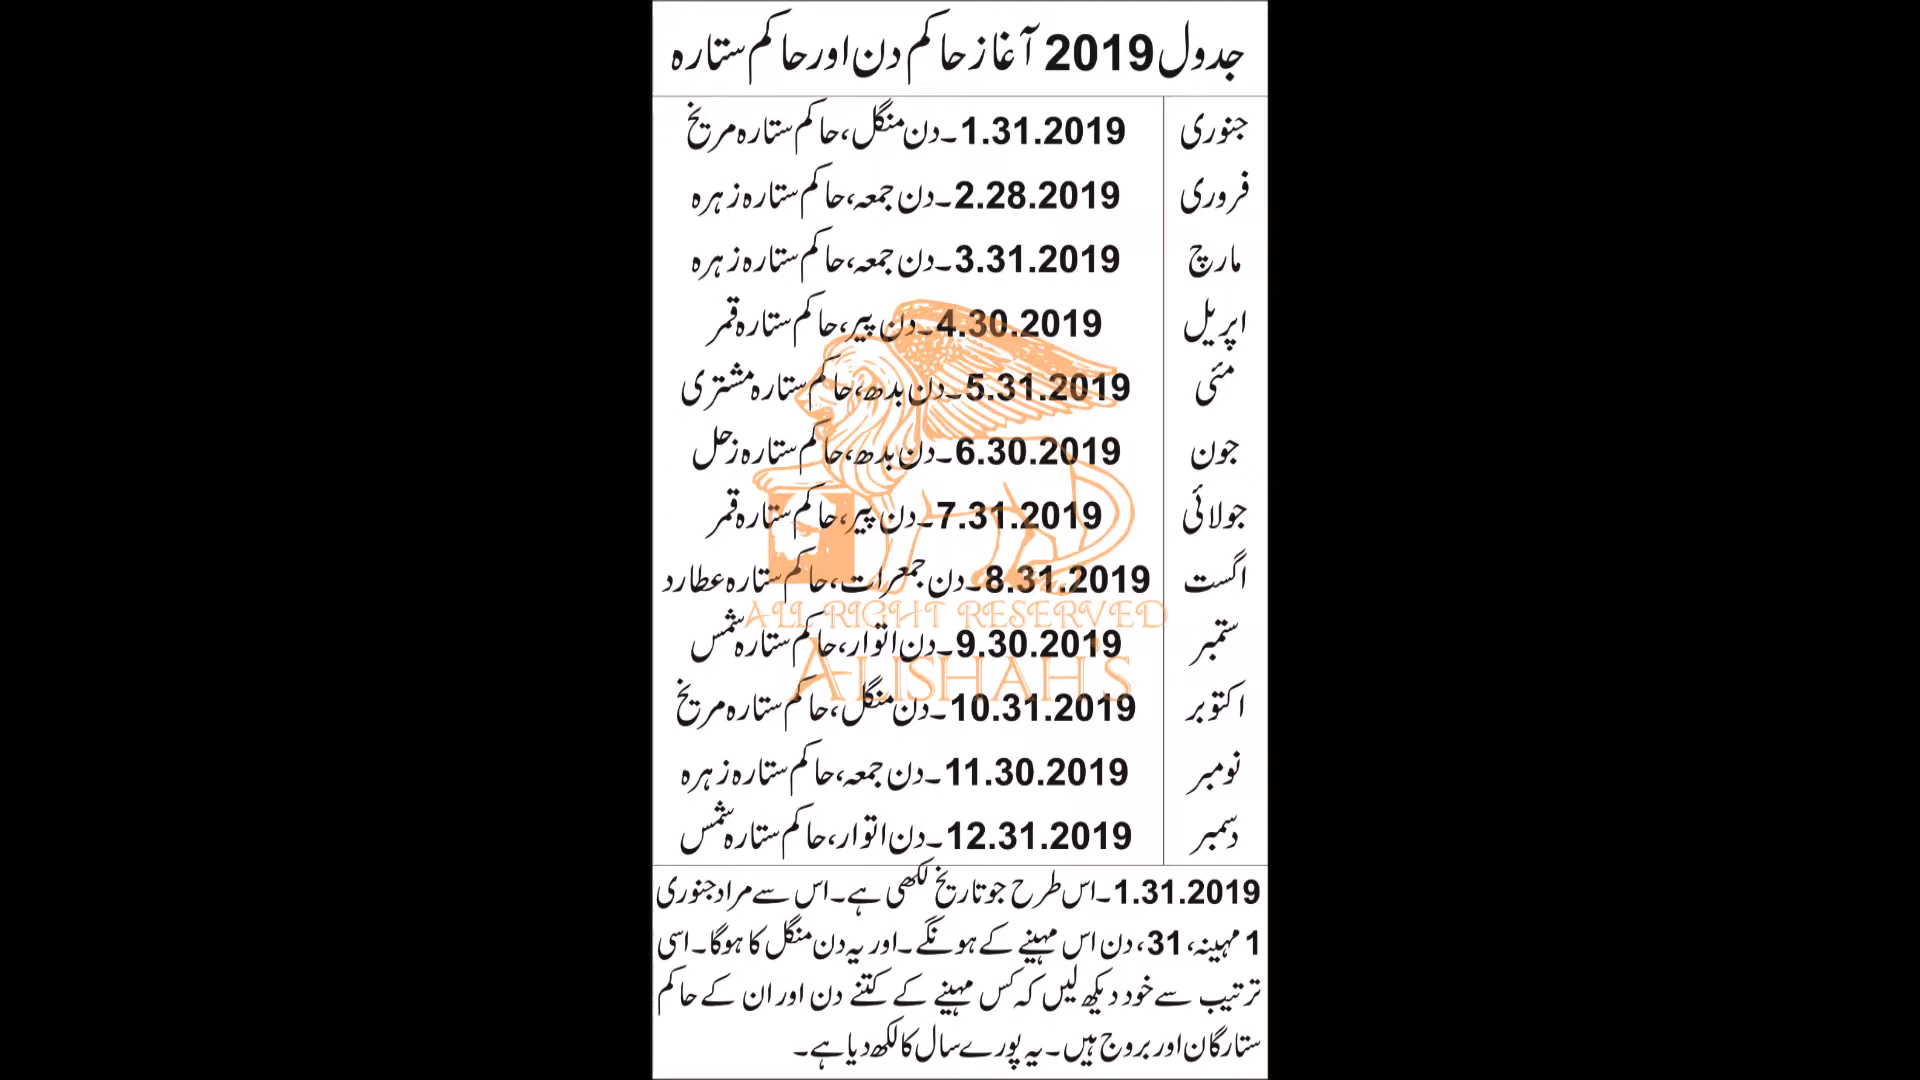 جدول 2019 آغاز حاکم دن اور حاکم ستارہ
جنوری 1.31.2019۔دن منگل، حاکم ستارہ مریخ
فروری 2.28.2019۔دن جمعہ، حاکم ستارہ زہرہ
مارچ 3.31.2019۔دن جمعہ، حاکم ستارہ زہرہ
اپریل 4.30.2019۔دن پیر، حاکم ستارہ قمر
مئی 5.31.2019۔دن بدھ، حاکم ستارہ مشتری
جون 6.30.2019۔دن بدھ، حاکم ستارہ زحل
جولائی 7.31.2019۔دن پیر، حاکم ستارہ قمر
اگست 8.31.2019۔دن جمعرات، حاکم ستارہ عطارد
ALL RIGHT RESERVED
ستمبر 9.30.2019۔دن اتوار، حاکم ستارہ شمس
ALISHAH'S
اکتوبر 10.31.2019۔دن منگل، حاکم ستارہ مریخ
نومبر 11.30.2019۔دن جمعہ، حاکم ستارہ زہرہ
دسمبر 12.31.2019۔دن اتوار، حاکم ستارہ شمس
1.31.2019۔اس طرح جو تاریخ لکھی ہے۔اس سے مراد جنوری
1 مہینہ، 31، دن اس مہینے کے ہونگے۔اور یہ دن منگل کا ہوگا۔اسی
ترتیب سے خود دیکھ لیں کہ کس مہینے کے کتنے دن اور ان کے حاکم
ستارگان اور بروج ہیں۔یہ پورے سال کا لکھ دیا ہے۔